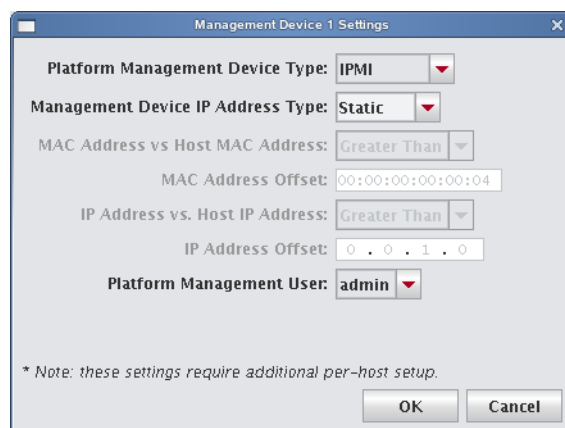 Management Device 1 Settings
Platform Management Device Type: IPMI
Management Device IP Address Type: Static
MAC Address vs Host MAC Address: Greater Than
MAC Address Offset: 00:00:00:00:00:04
IP Address vs. Host IP Address: Greater Than
IP Address Offset: 0 . 0 . 1 . 0
Platform Management User: admin
* Note: these settings require additional per-host setup.
OK Cancel